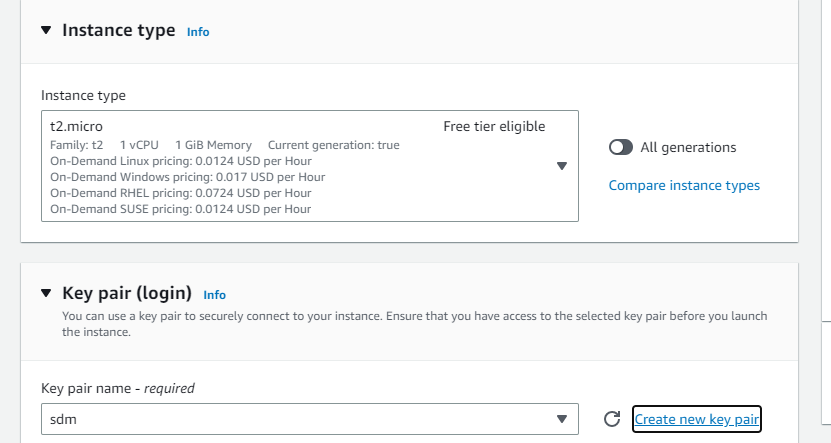 Instance type Info
Instance type
t2.micro Free tier eligible
Family: t2 1 vCPU 1 GiB Memory Current generation: true
On-Demand Linux pricing: 0.0124 USD per Hour
On-Demand Windows pricing: 0.017 USD per Hour
On-Demand RHEL pricing: 0.0724 USD per Hour
On-Demand SUSE pricing: 0.0124 USD per Hour
All generations
Compare instance types
Key pair (login) Info
You can use a key pair to securely connect to your instance. Ensure that you have access to the selected key pair before you launch
the instance.
Key pair name - required
sdm
Create new key pair